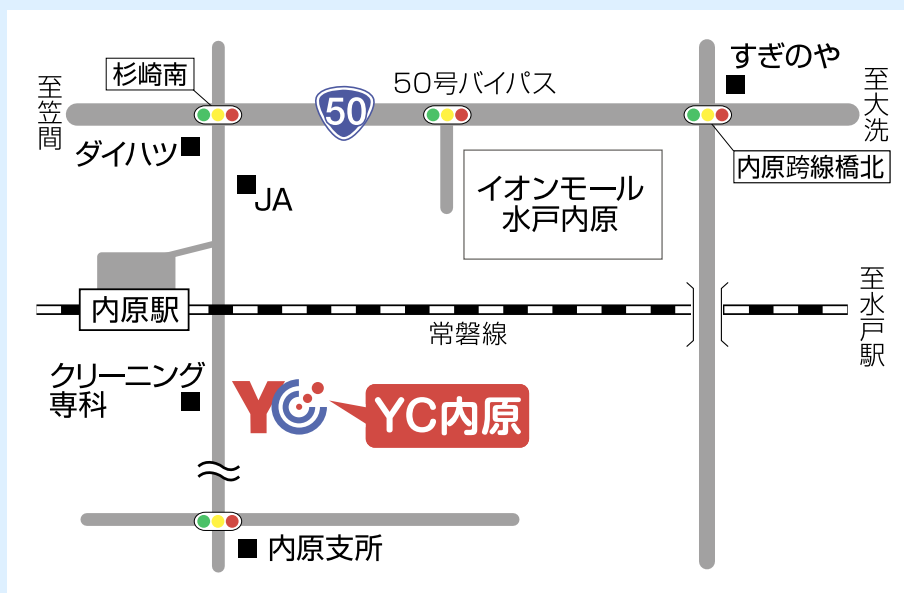 すぎのや
杉崎南
50号バイパス
至笠間
50
至大洗
ダイハツ
内原跨線橋北
JA
イオンモール
水戸内原
内原駅
至水戸駅
常磐線
クリーニング
専科
YC
YC内原
内原支所